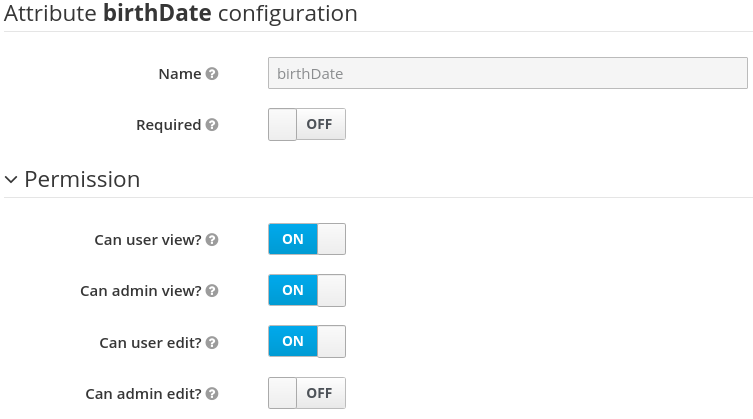 Attribute birthDate configuration
Name ?
birthDate
Required ?
OFF
Permission
Can user view? ?
ON
Can admin view? ?
ON
Can user edit? ?
ON
Can admin edit? ?
OFF